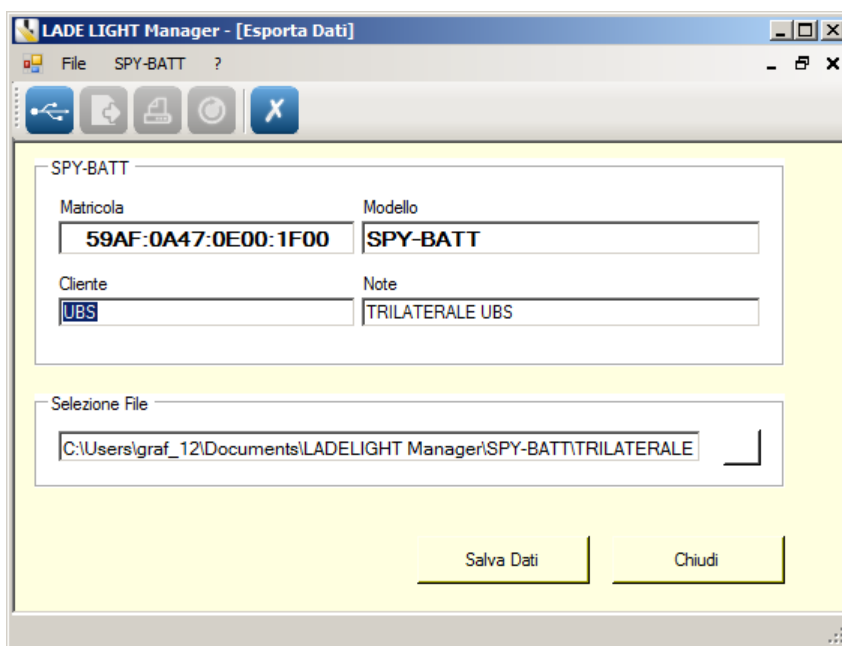 LADE LIGHT Manager - [Esporta Dati]
File SPY-BATT ?
SPY-BATT
Matricola Modello
59AF:0A47:0E00:1F00 SPY-BATT
Cliente Note
UBS TRILATERALE UBS
Selezione File
C:\Users\graf_12\Documents\LADELIGHT Manager\SPY-BATT\TRILATERALE
Salva Dati Chiudi